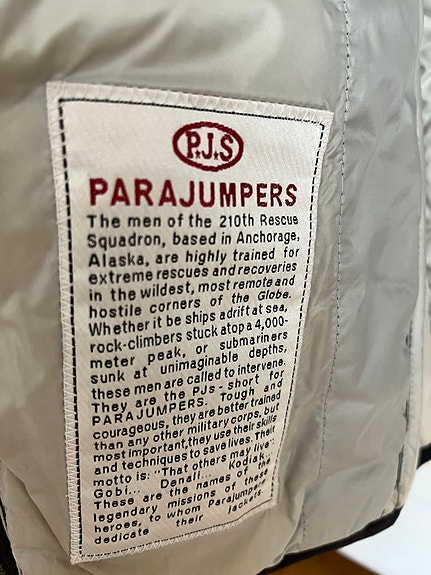 P.J.S
PARAJUMPERS
The men of the 210th Rescue
Squadron, based in Anchorage,
Alaska, are highly trained for
extreme rescues and recoveries
in the wildest, most remote and
hostile corners of the Globe.
Whether it be ships adrift at sea,
rock-climbers stuck atop a 4,000-
meter peak, or submariners
sunk at unimaginable depths,
these men are called to intervene.
They are the PJs - short for
PARAJUMPERS. Tough and
courageous, they are better trained
than any other military corps, but
most important, they use their skills
and techniques to save lives. Their
motto is: "That others may live":
Gobi... Denali... Kodiak...
These are the names of the
legendary missions of these
heroes, to whom Parajumpers
dedicate their jackets.